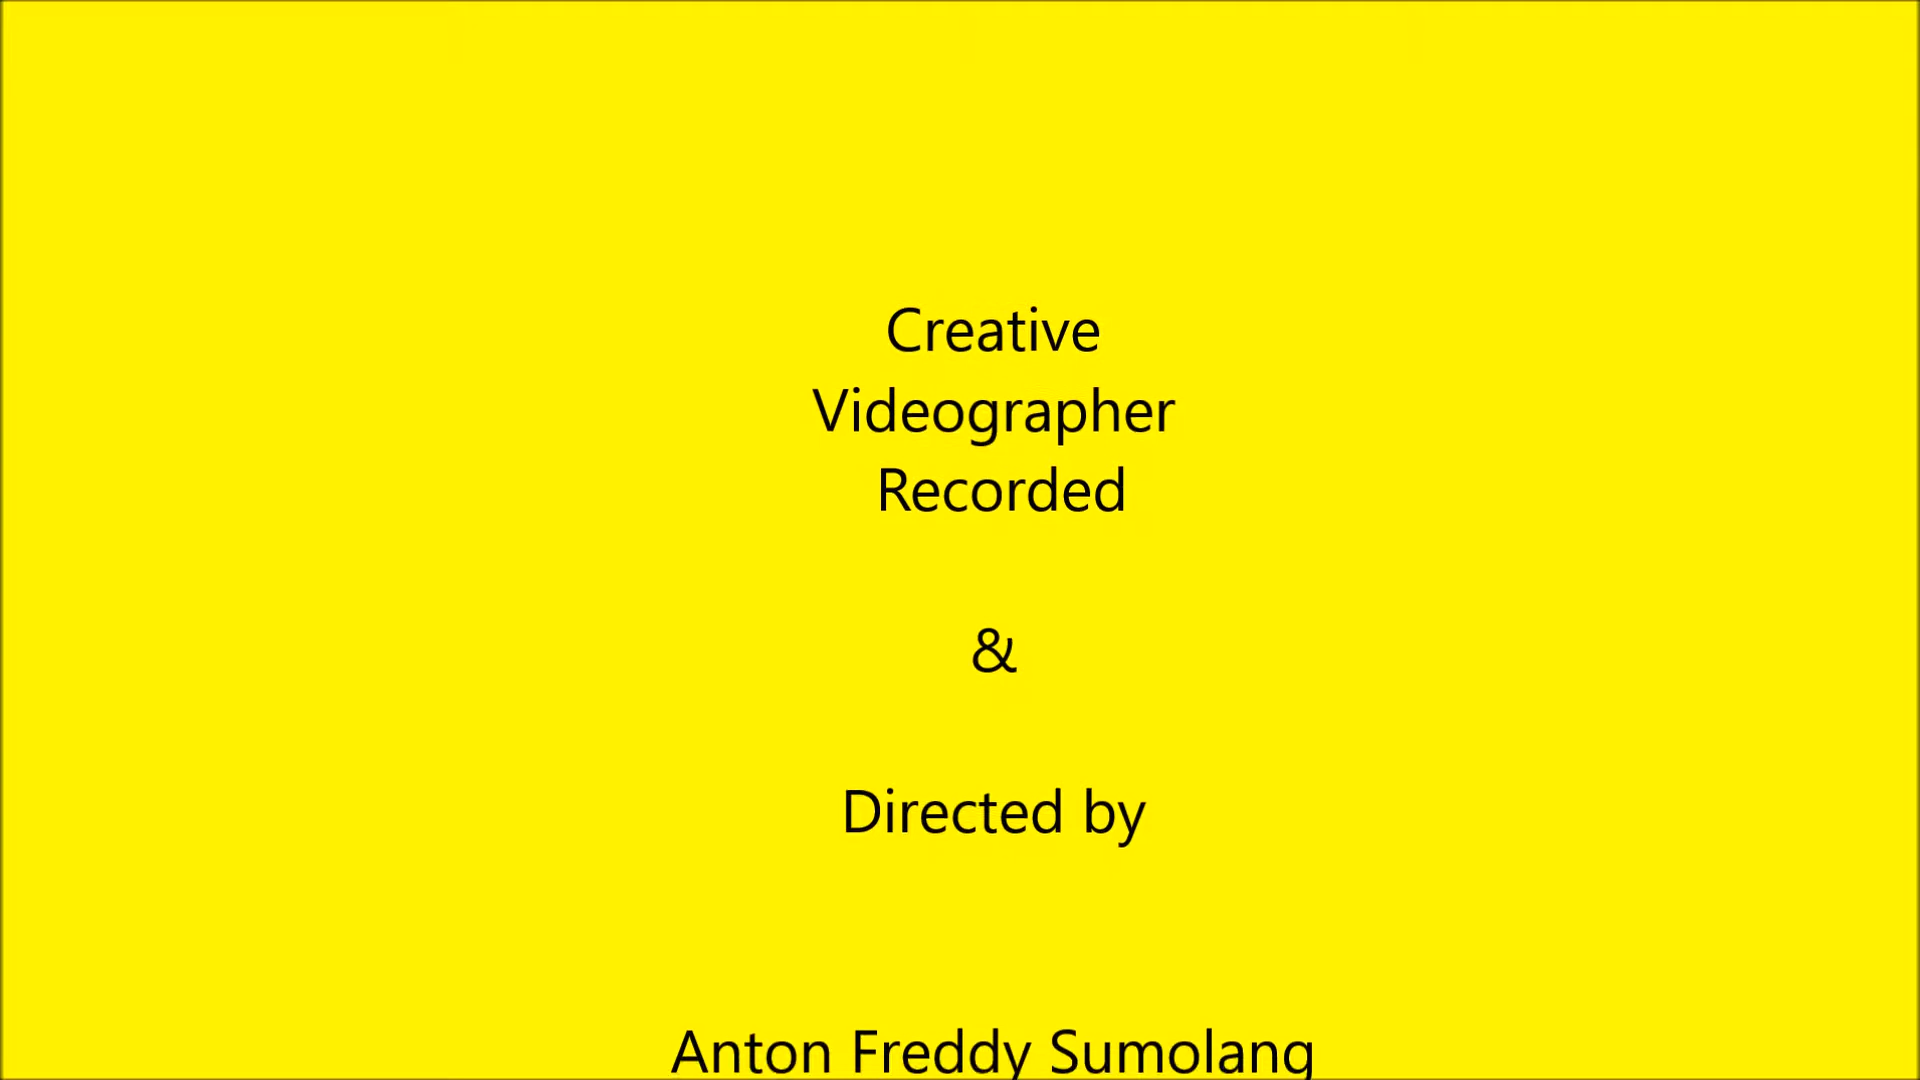 Creative
Videographer
Recorded
&
Directed by
Anton Freddy Sumolang